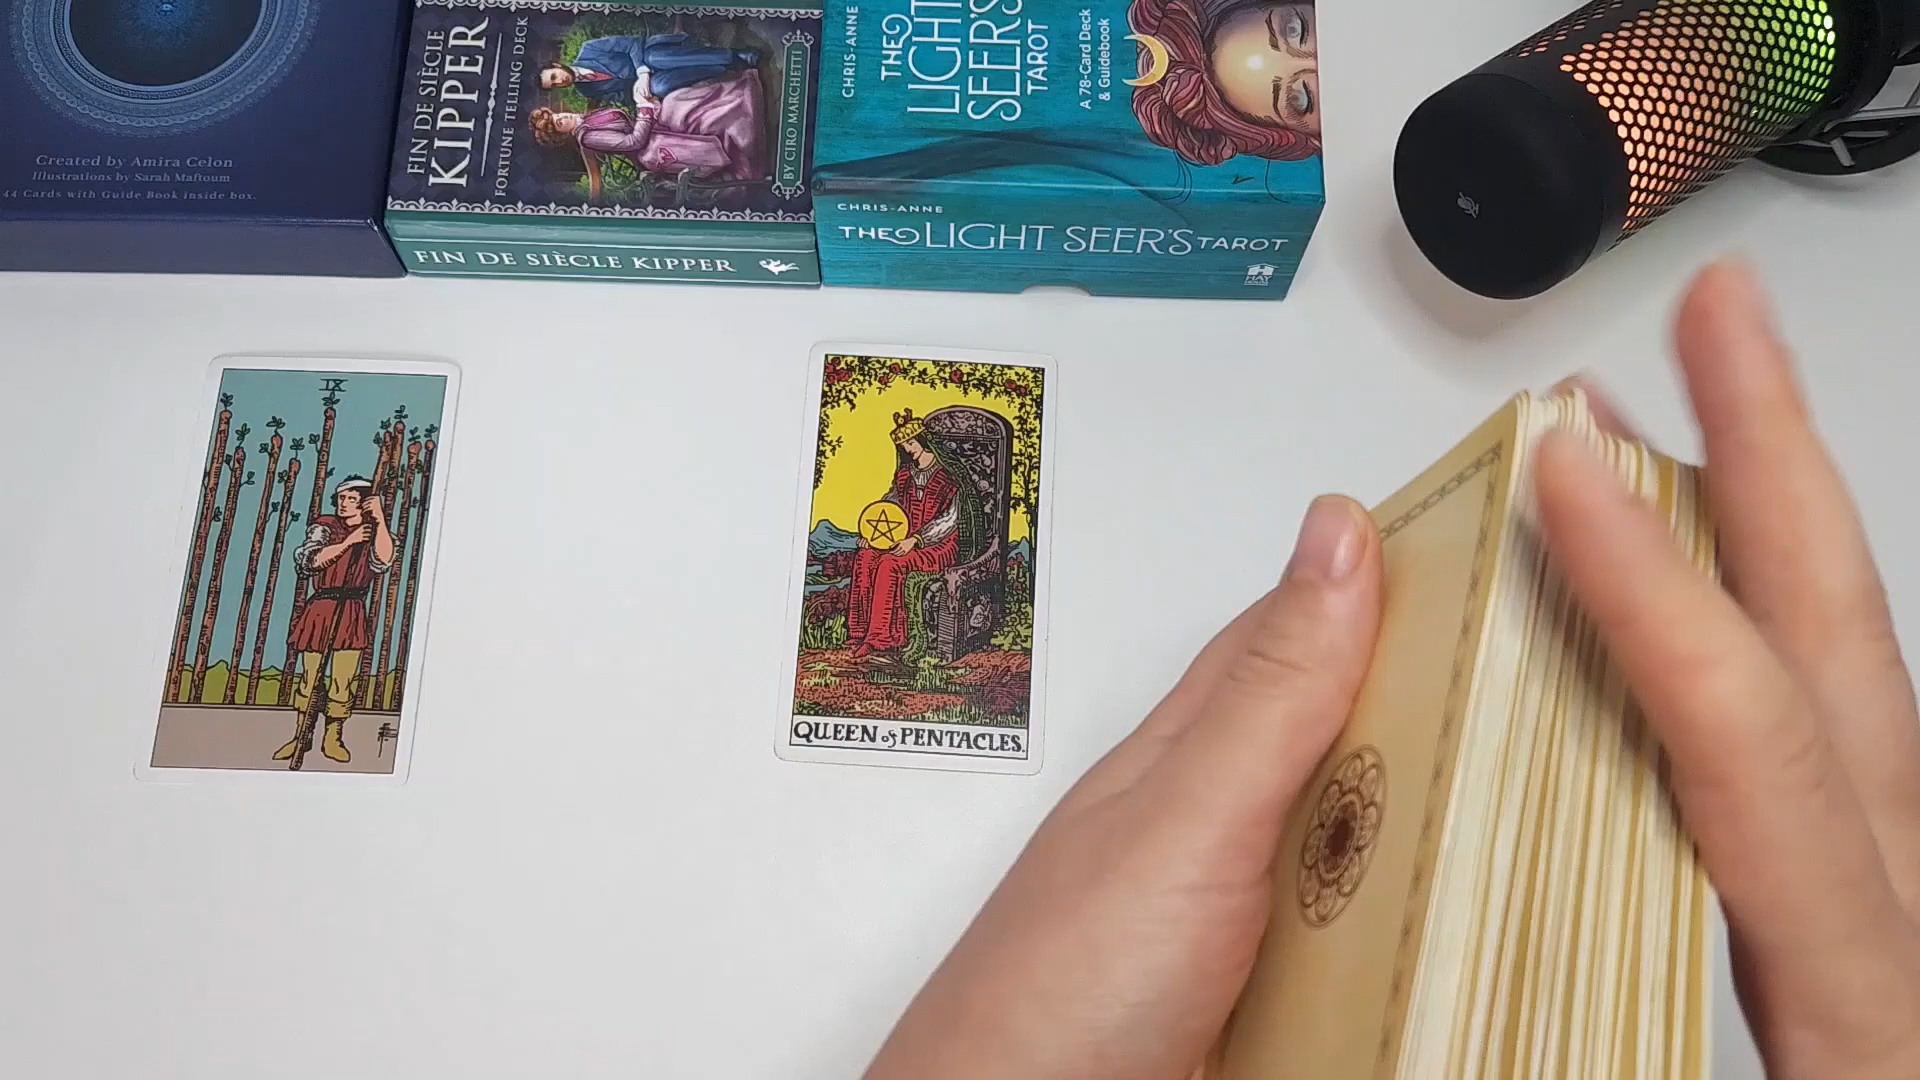 Created by Amira Celon
Illustrations by Sarah Maftoum
44 Cards with Guide Book inside box.
FIN DE SIÈCLE
KIPPER
FORTUNE TELLING DECK
BY CIRO MARCHETTI
FIN DE SIÈCLE KIPPER
CHRIS-ANNE
THE
LIGHT
SEER'S
TAROT
A 78-Card Deck
& Guidebook
CHRIS-ANNE
THE LIGHT SEER'S TAROT
HAY
HOUSE
IX
QUEEN of PENTACLES.